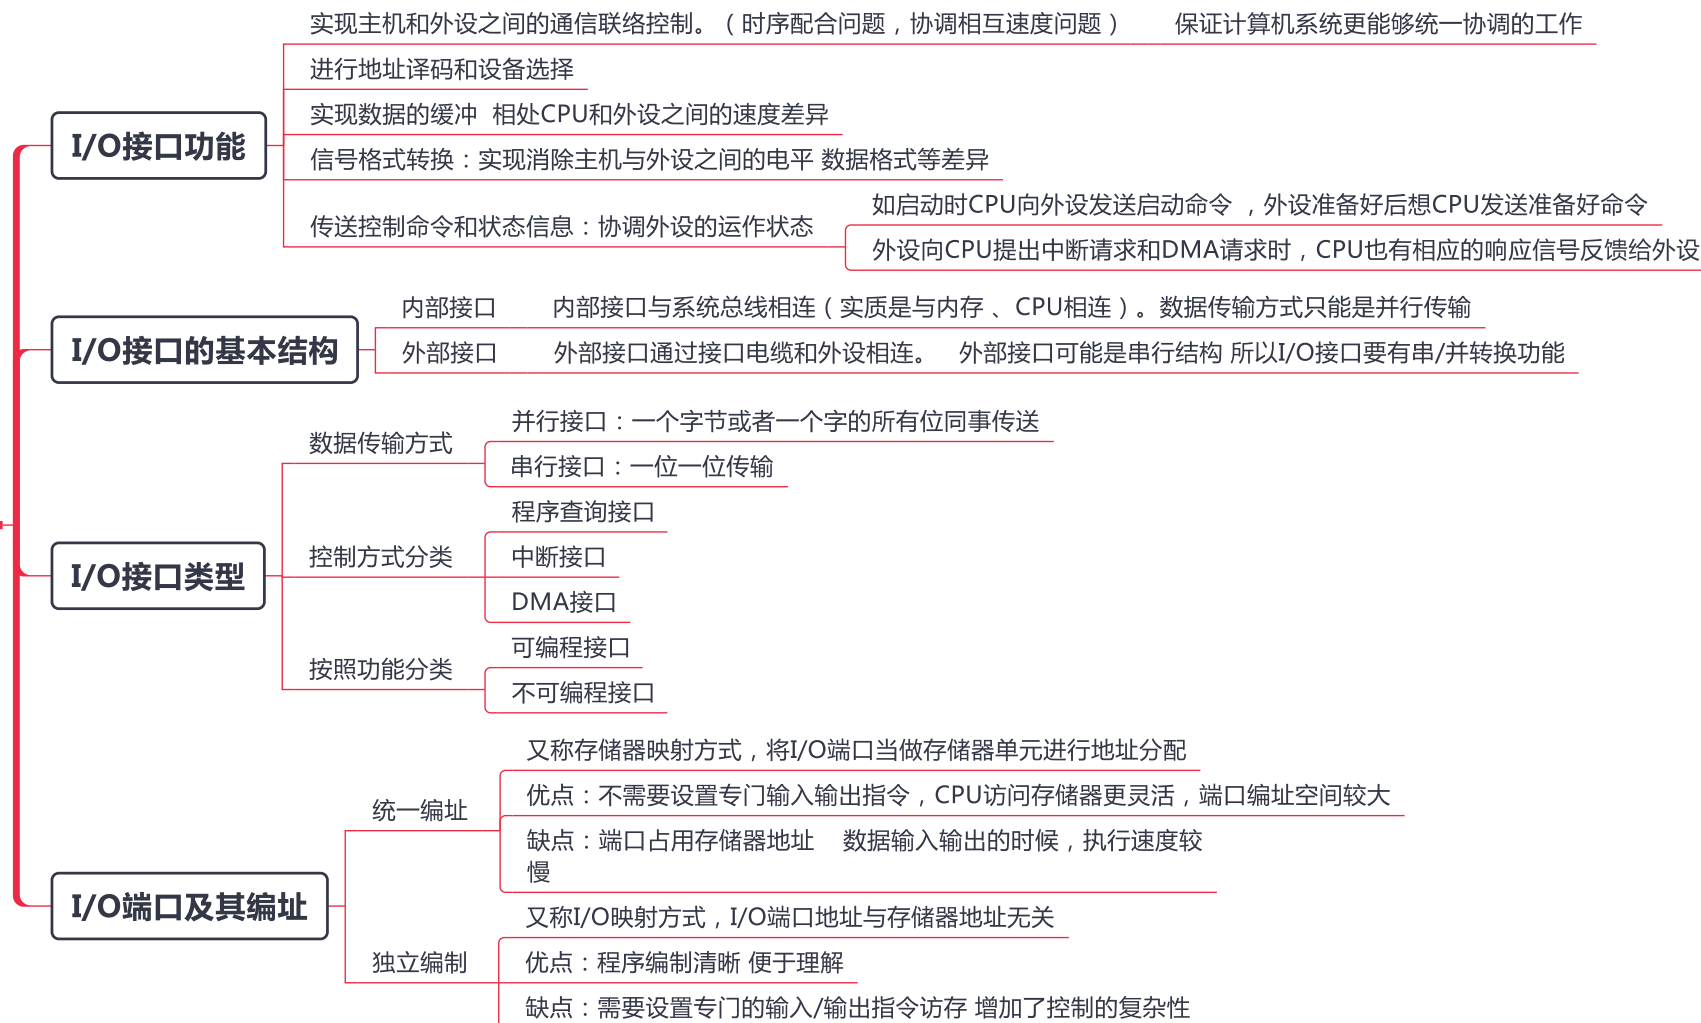 I/O接口功能
实现主机和外设之间的通信联络控制。（时序配合问题，协调相互速度问题）
保证计算机系统更能够统一协调的工作
进行地址译码和设备选择
实现数据的缓冲 相处CPU和外设之间的速度差异
信号格式转换：实现消除主机与外设之间的电平 数据格式等差异
传送控制命令和状态信息：协调外设的运作状态
如启动时CPU向外设发送启动命令 ，外设准备好后想CPU发送准备好命令
外设向CPU提出中断请求和DMA请求时，CPU也有相应的响应信号反馈给外设
I/O接口的基本结构
内部接口
内部接口与系统总线相连（实质是与内存 、CPU相连）。数据传输方式只能是并行传输
外部接口
外部接口通过接口电缆和外设相连。 外部接口可能是串行结构 所以I/O接口要有串/并转换功能
I/O接口类型
数据传输方式
并行接口：一个字节或者一个字的所有位同事传送
串行接口：一位一位传输
控制方式分类
程序查询接口
中断接口
DMA接口
按照功能分类
可编程接口
不可编程接口
I/O端口及其编址
统一编址
又称存储器映射方式，将I/O端口当做存储器单元进行地址分配
优点：不需要设置专门输入输出指令，CPU访问存储器更灵活，端口编址空间较大
缺点：端口占用存储器地址 数据输入输出的时候，执行速度较
慢
独立编制
又称I/O映射方式，I/O端口地址与存储器地址无关
优点：程序编制清晰 便于理解
缺点：需要设置专门的输入/输出指令访存 增加了控制的复杂性